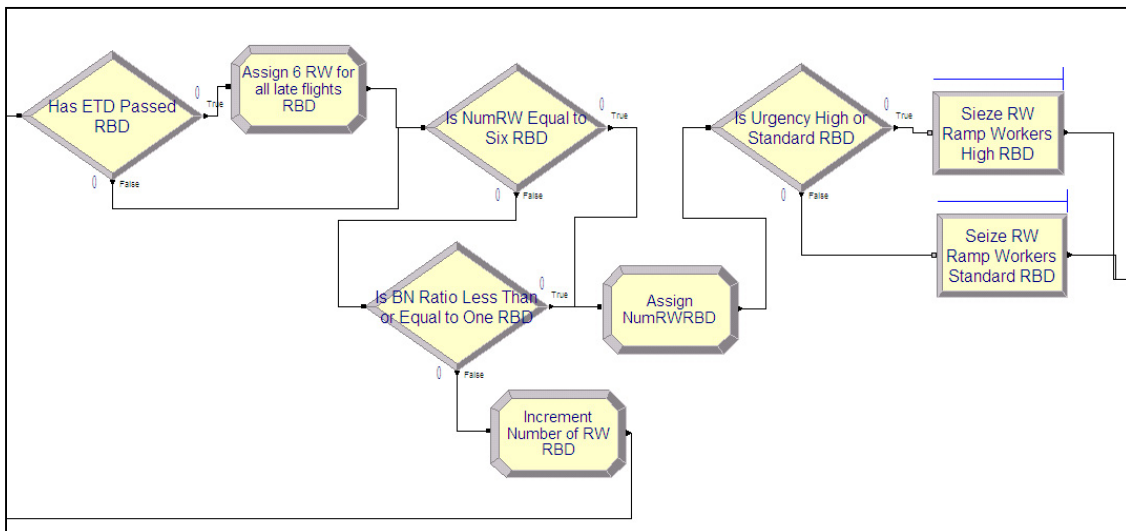 Has ETD Passed
RBD
0
True
0
False
Assign 6 RW for
all late flights
RBD
Is NumRW Equal to
Six RBD
0
True
0
False
Is BN Ratio Less Than
or Equal to One RBD
0
True
0
False
Increment
Number of RW
RBD
Assign
NumRWRBD
Is Urgency High or
Standard RBD
0
True
0
False
Sieze RW
Ramp Workers
High RBD
Seize RW
Ramp Workers
Standard RBD